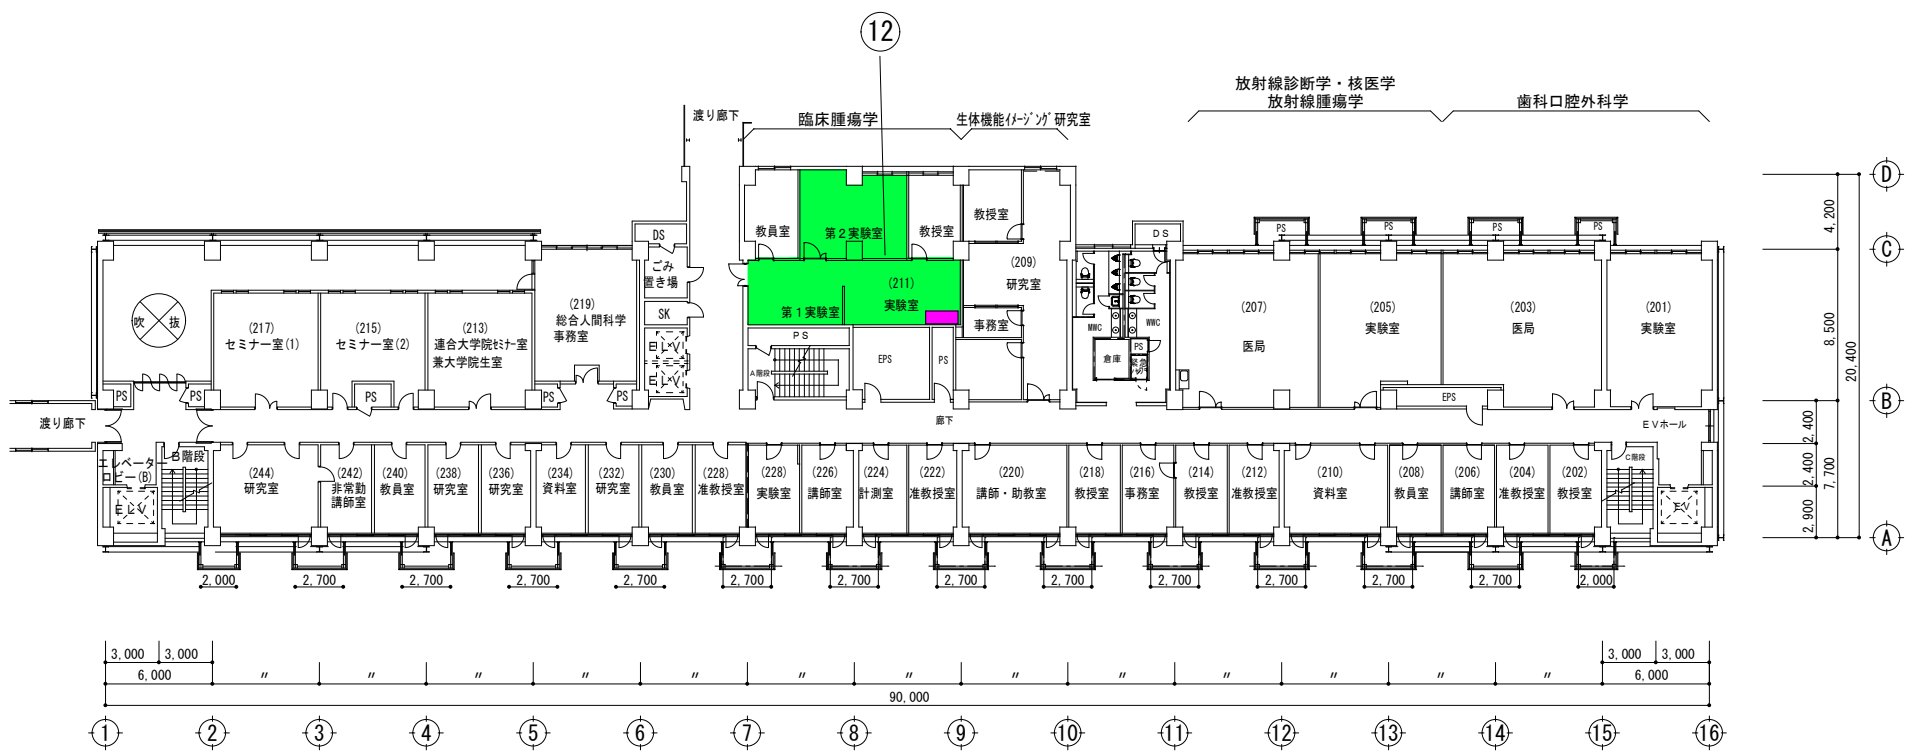 12
放射線診断学・核医学
放射線腫瘍学
歯科口腔外科学
渡り廊下
臨床腫瘍学
生体機能イメージング研究室
D
4,200
教員室
第２実験室
教授室
教授室
DS
ＤＳ
PS
PS
PS
PS
C
ごみ
置き場
(209)
研究室
(211)
実験室
第１実験室
(219)
総合人間科学
事務室
SK
吹
抜
(217)
セミナー室(1)
(215)
セミナー室(2)
(213)
連合大学院セミナー室
兼大学院生室
ＥＬＶ
ＥＬＶ
ＰＳ
A階段
EPS
PS
事務室
MWC
WWC
倉庫
PS
(207)
医局
(205)
実験室
(203)
医局
(201)
実験室
8,500
20,400
PS
PS
PS
PS
PS
EPS
B
渡り廊下
廊下
ＥＶホール
2,400
エレベーター
ロビー(B)
Ｂ階段
ＥＬＶ
(244)
研究室
(242)
非常勤
講師室
(240)
教員室
(238)
研究室
(236)
研究室
(234)
資料室
(232)
研究室
(230)
教員室
(228)
准教授室
(228)
実験室
(226)
講師室
(224)
計測室
(222)
准教授室
(220)
講師・助教室
(218)
教授室
(216)
事務室
(214)
教授室
(212)
准教授室
(210)
資料室
(208)
教員室
(206)
講師室
(204)
准教授室
(202)
教授室
C階段
ＥＶ
2,400
7,700
2,900
A
2,000
2,700
2,700
2,700
2,700
2,700
2,700
2,700
2,700
2,700
2,700
2,700
2,700
2,000
3,000
3,000
3,000
3,000
6,000
〃
〃
〃
〃
〃
〃
〃
〃
〃
〃
〃
〃
〃
6,000
90,000
1
2
3
4
5
6
7
8
9
10
11
12
13
14
15
16